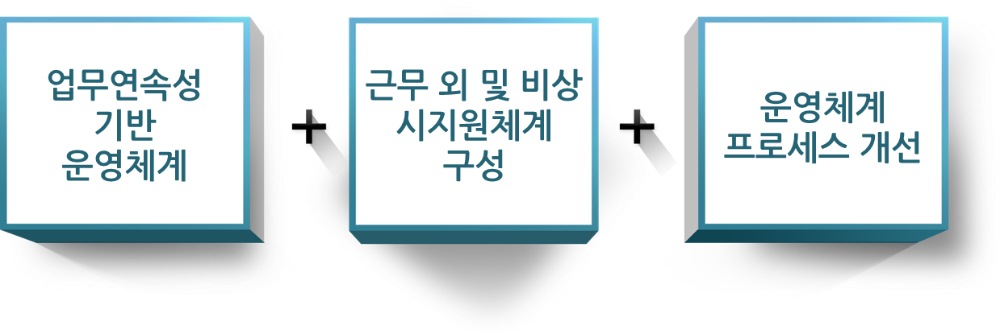 업무연속성
기반
운영체계
+
근무 외 및 비상
시지원체계
구성
+
운영체계
프로세스 개선